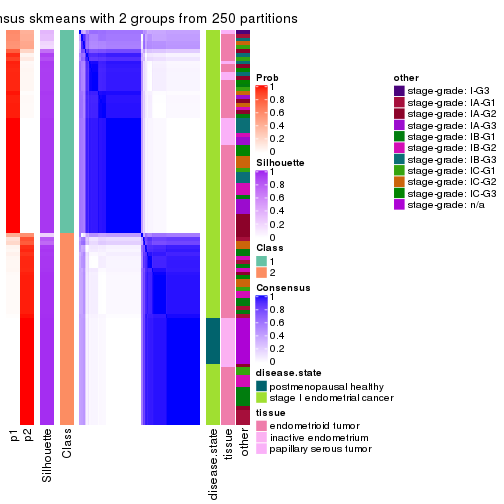 nsus skmeans with 2 groups from 250 partitions
Prob
1
0.8
0.6
0.4
0.2
0
Silhouette
1
0.8
0.6
0.4
0.2
0
Class
1
2
Consensus
1
0.8
0.6
0.4
0.2
0
disease.state
postmenopausal healthy
stage I endometrial cancer
tissue
endometrioid tumor
inactive endometrium
papillary serous tumor
other
stage-grade: I-G3
stage-grade: IA-G1
stage-grade: IA-G2
stage-grade: IA-G3
stage-grade: IB-G1
stage-grade: IB-G2
stage-grade: IB-G3
stage-grade: IC-G1
stage-grade: IC-G2
stage-grade: IC-G3
stage-grade: n/a
p1
p2
Silhouette
Class
disease.state
tissue
other